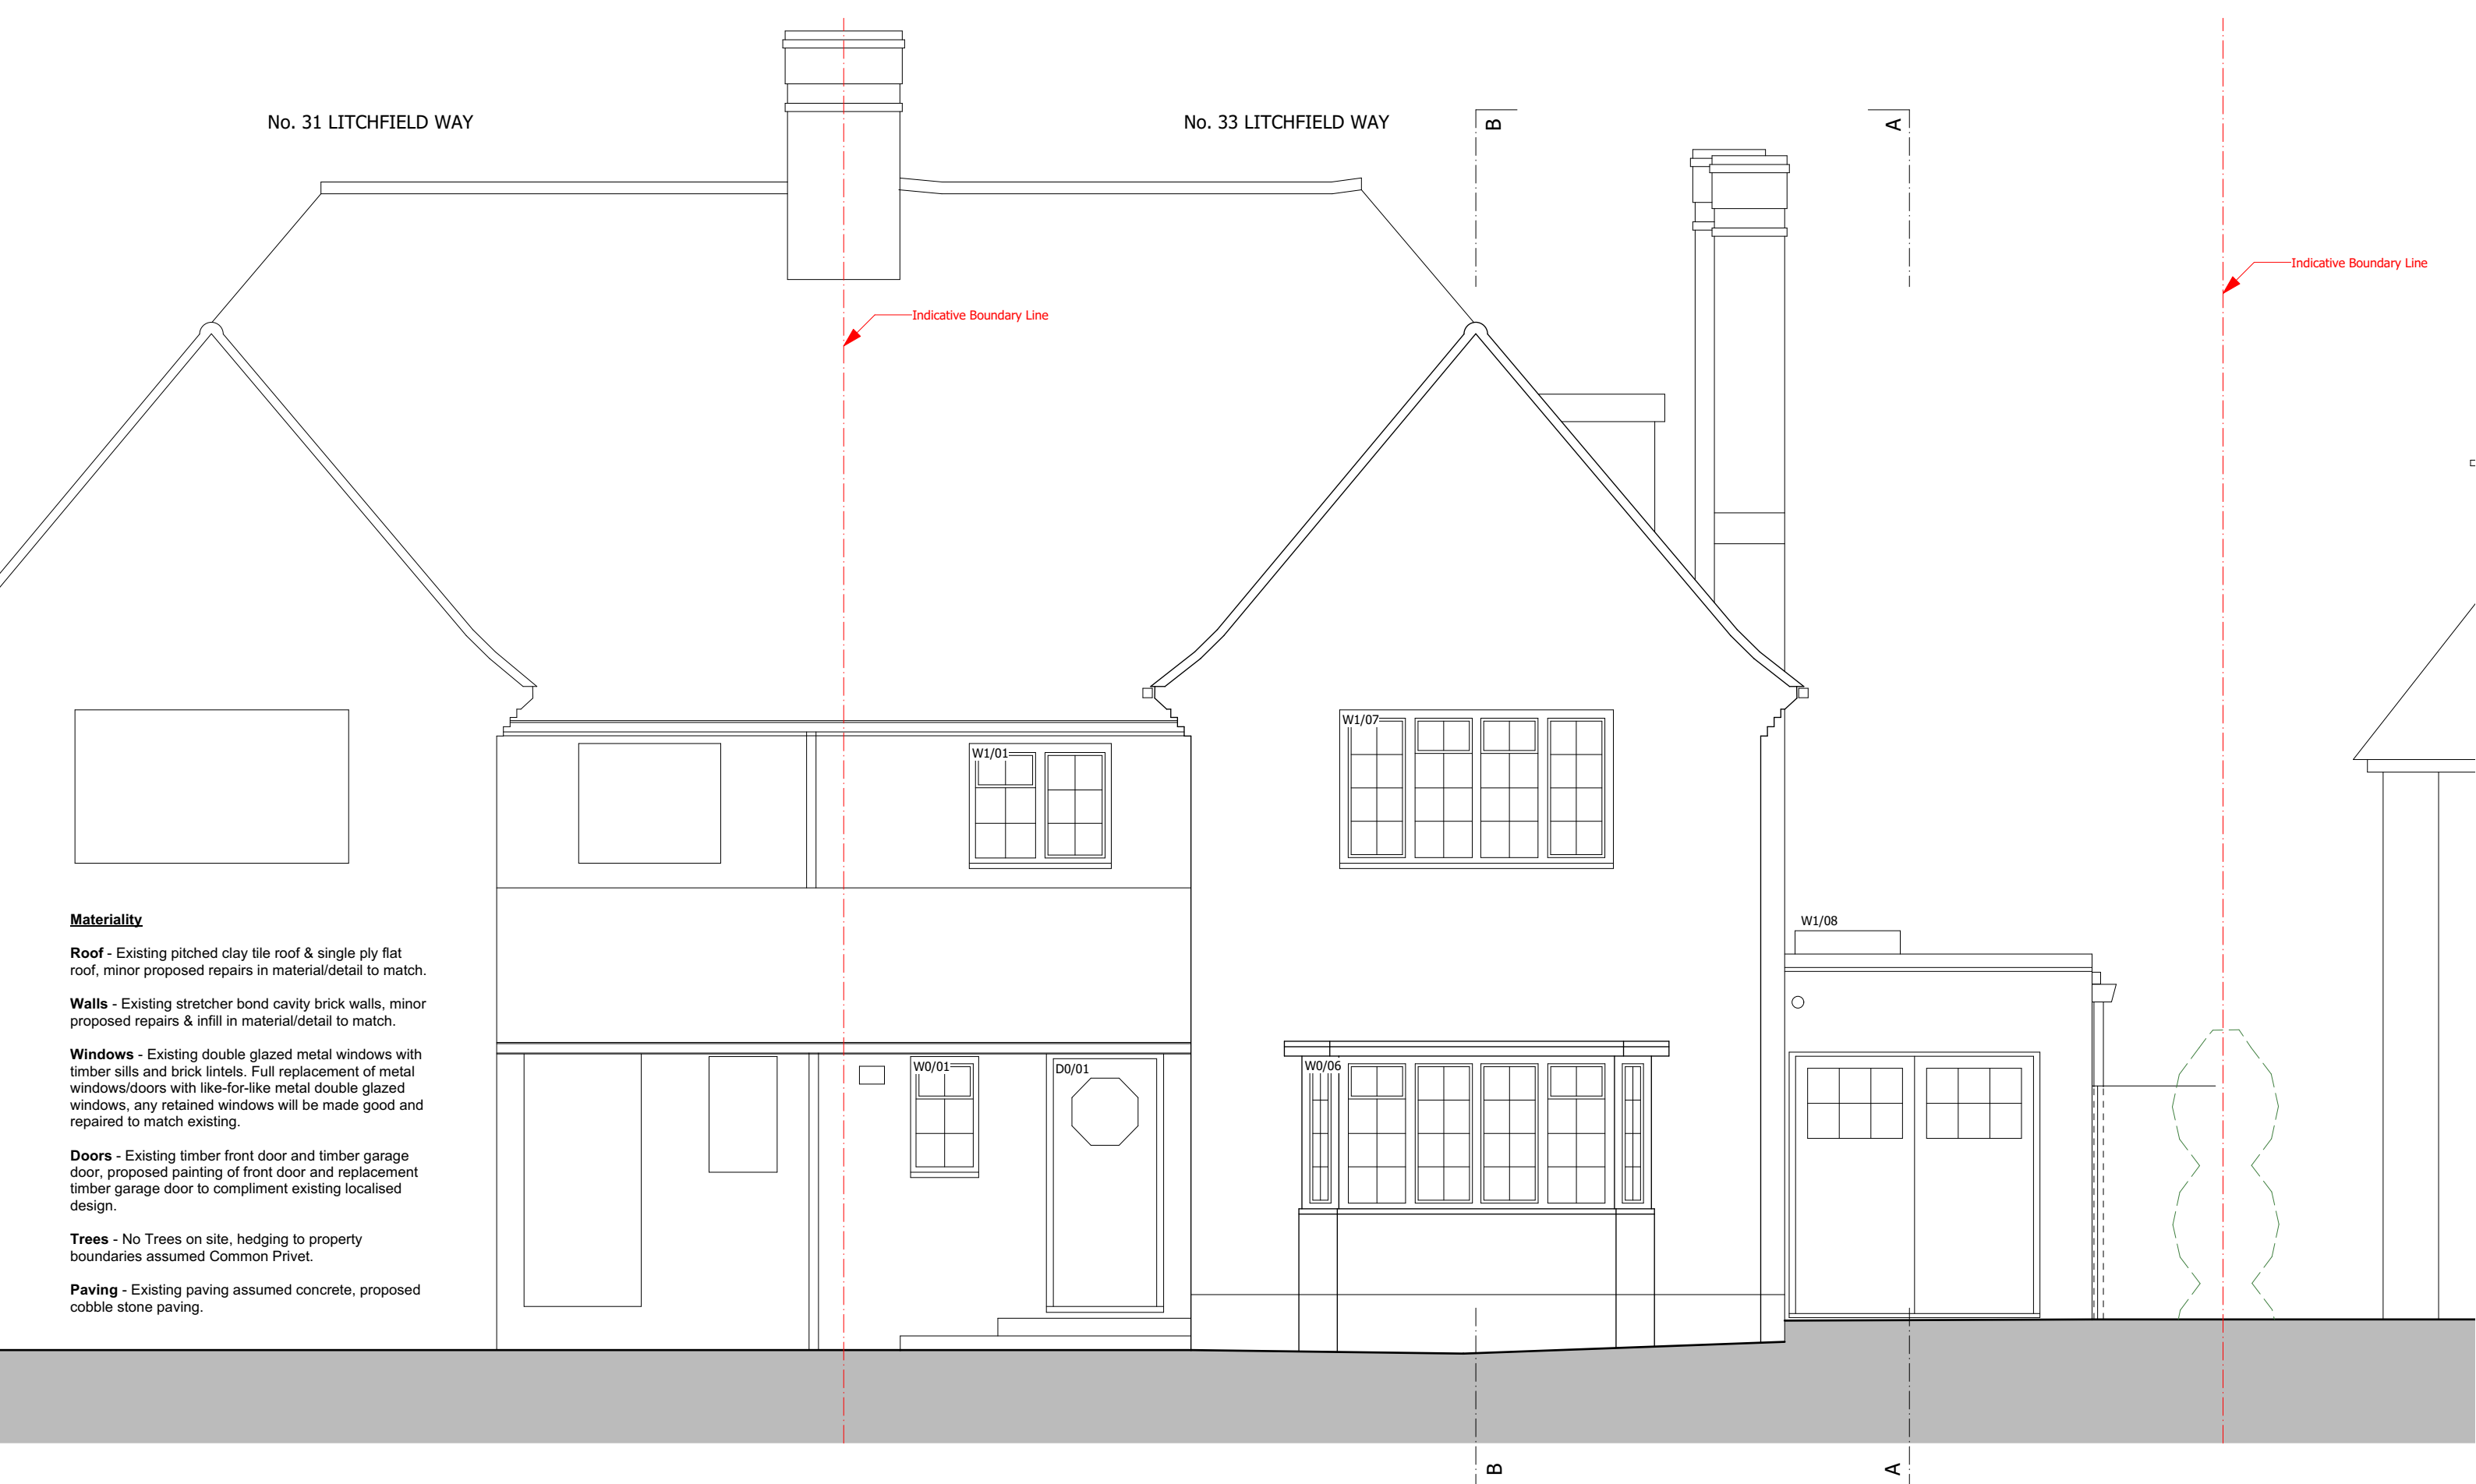 No. 31 LITCHFIELD WAY
No. 33 LITCHFIELD WAY
B
A
Indicative Boundary Line
Indicative Boundary Line
W1/07
W1/01
W1/08
W0/01
D0/01
W0/06
Materiality
Roof - Existing pitched clay tile roof & single ply flat
roof, minor proposed repairs in material/detail to match.
Walls - Existing stretcher bond cavity brick walls, minor
proposed repairs & infill in material/detail to match.
Windows - Existing double glazed metal windows with
timber sills and brick lintels. Full replacement of metal
windows/doors with like-for-like metal double glazed
windows, any retained windows will be made good and
repaired to match existing.
Doors - Existing timber front door and timber garage
door, proposed painting of front door and replacement
timber garage door to compliment existing localised
design.
Trees - No Trees on site, hedging to property
boundaries assumed Common Privet.
Paving - Existing paving assumed concrete, proposed
cobble stone paving.
B
A